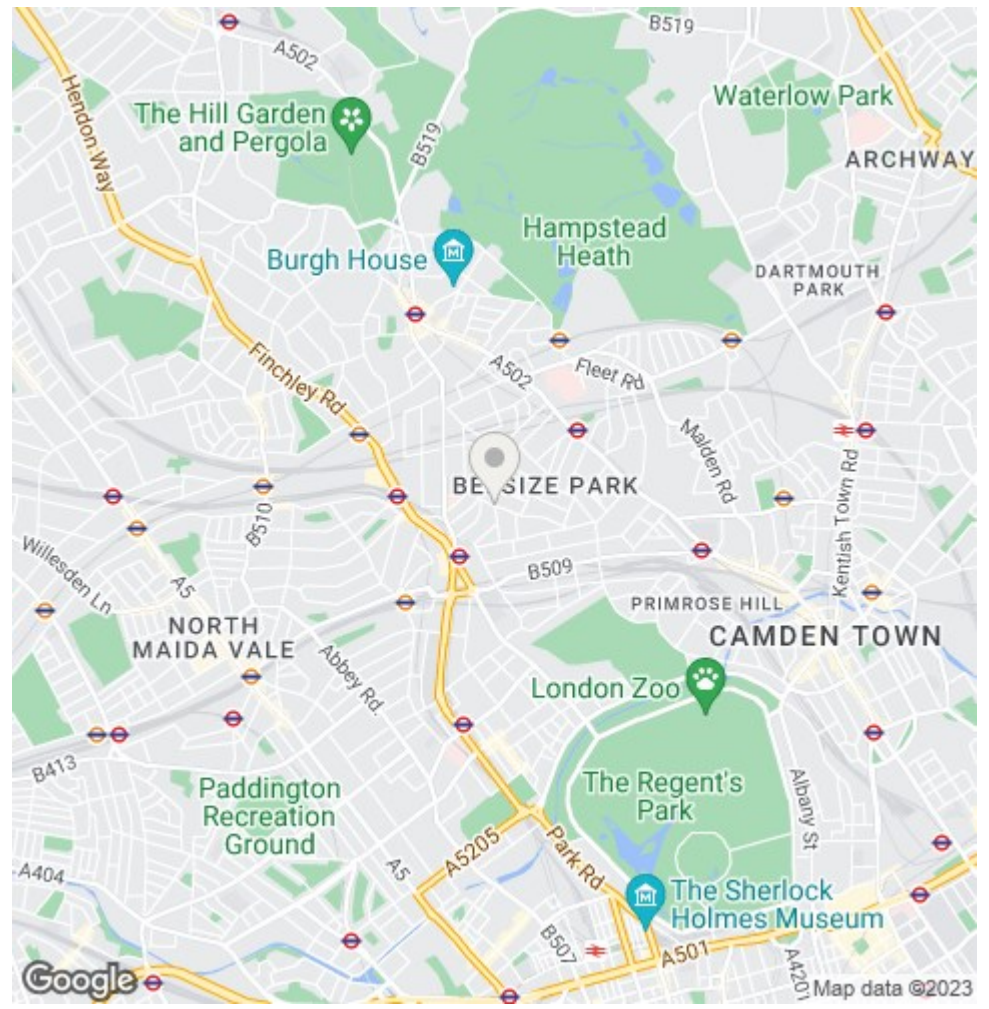 B519
A502
Hendon Way
The Hill Garden
and Pergola
B519
Waterlow Park
ARCHWAY
Hampstead
Heath
Burgh House
DARTMOUTH
PARK
Finchley Rd
A502
Fleet Rd
Malden Rd
BELSIZE PARK
Kentish Town Rd
B510
Willesden Ln
A5
B509
PRIMROSE HILL
NORTH
MAIDA VALE
CAMDEN TOWN
Abbey Rd.
London Zoo
B413
Paddington
Recreation
Ground
The Regent's
Park
Albany St
A5205
Park Rd
A404
A5
The Sherlock
Holmes Museum
B507
A501
A4201
Google
Map data ©2023